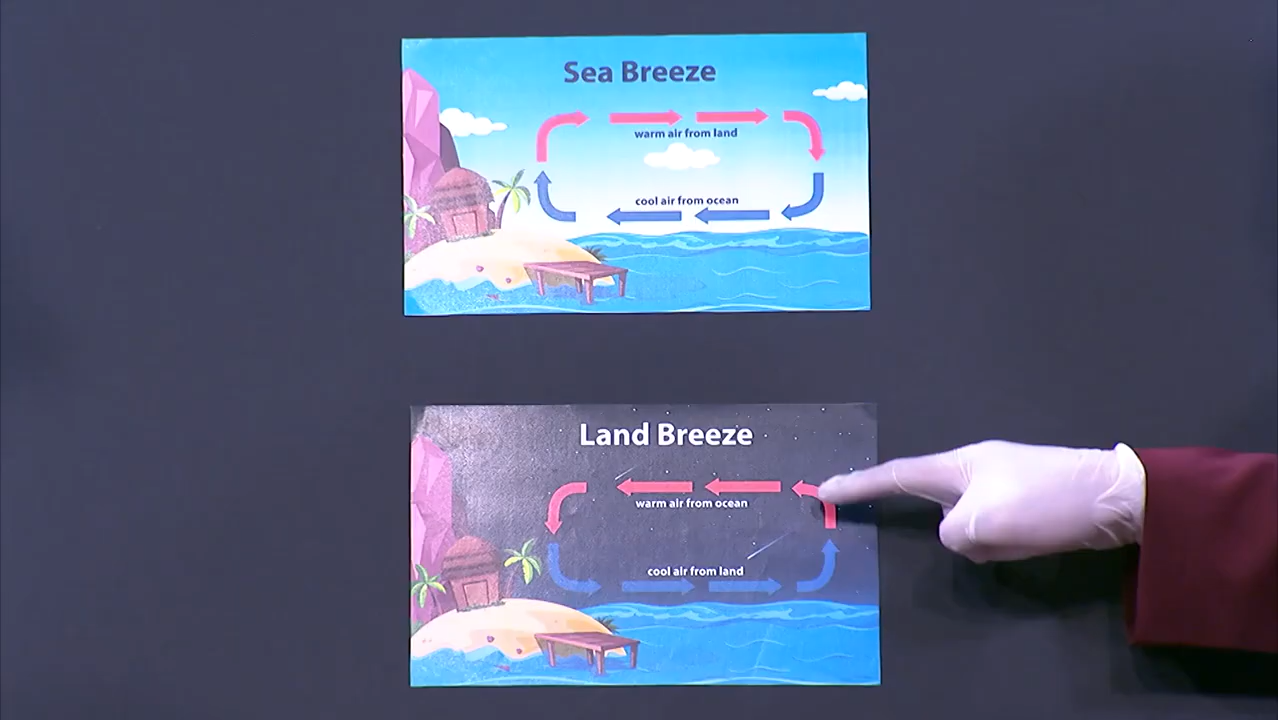 Sea Breeze
warm air from land
cool air from ocean
Land Breeze
warm air from ocean
cool air from land